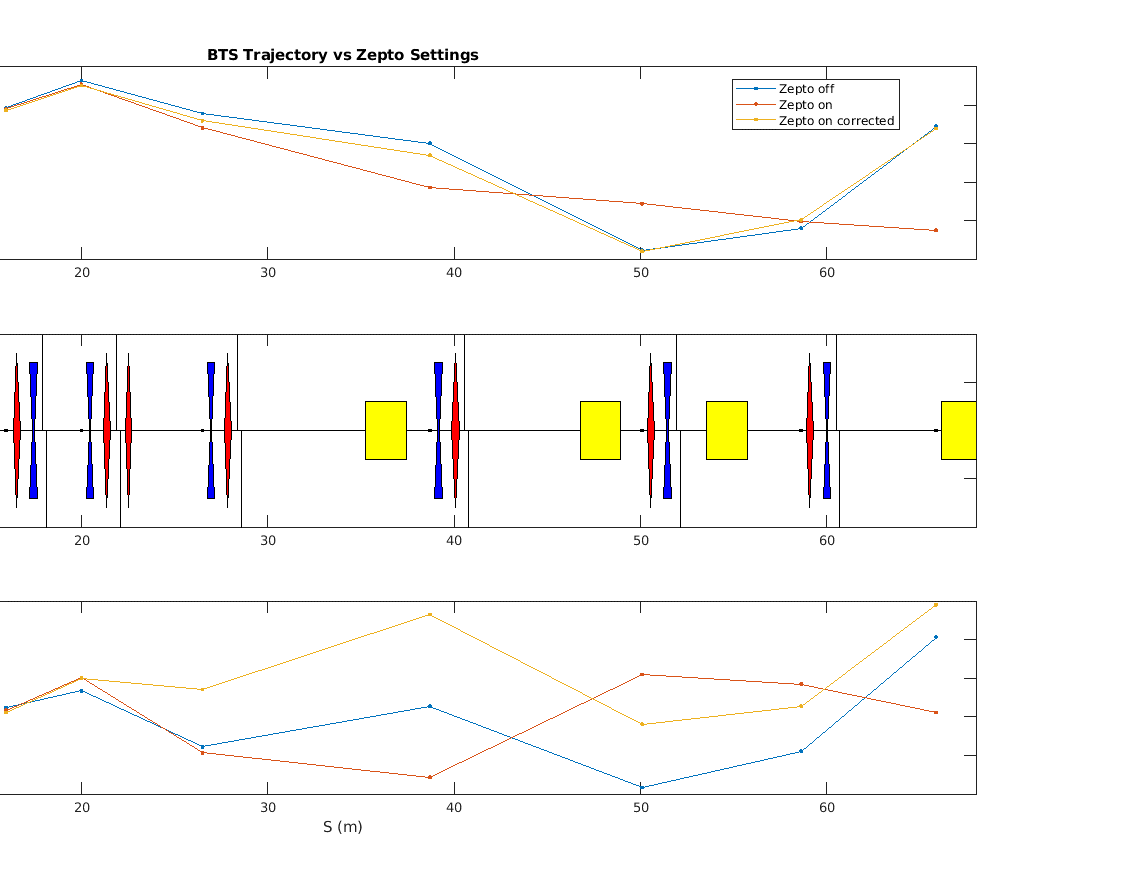 BTS Trajectory vs Zepto Settings
Zepto off
Zepto on
Zepto on corrected
20 30 40 50 60
20 30 40 50 60
20 30 40 50 60
S (m)